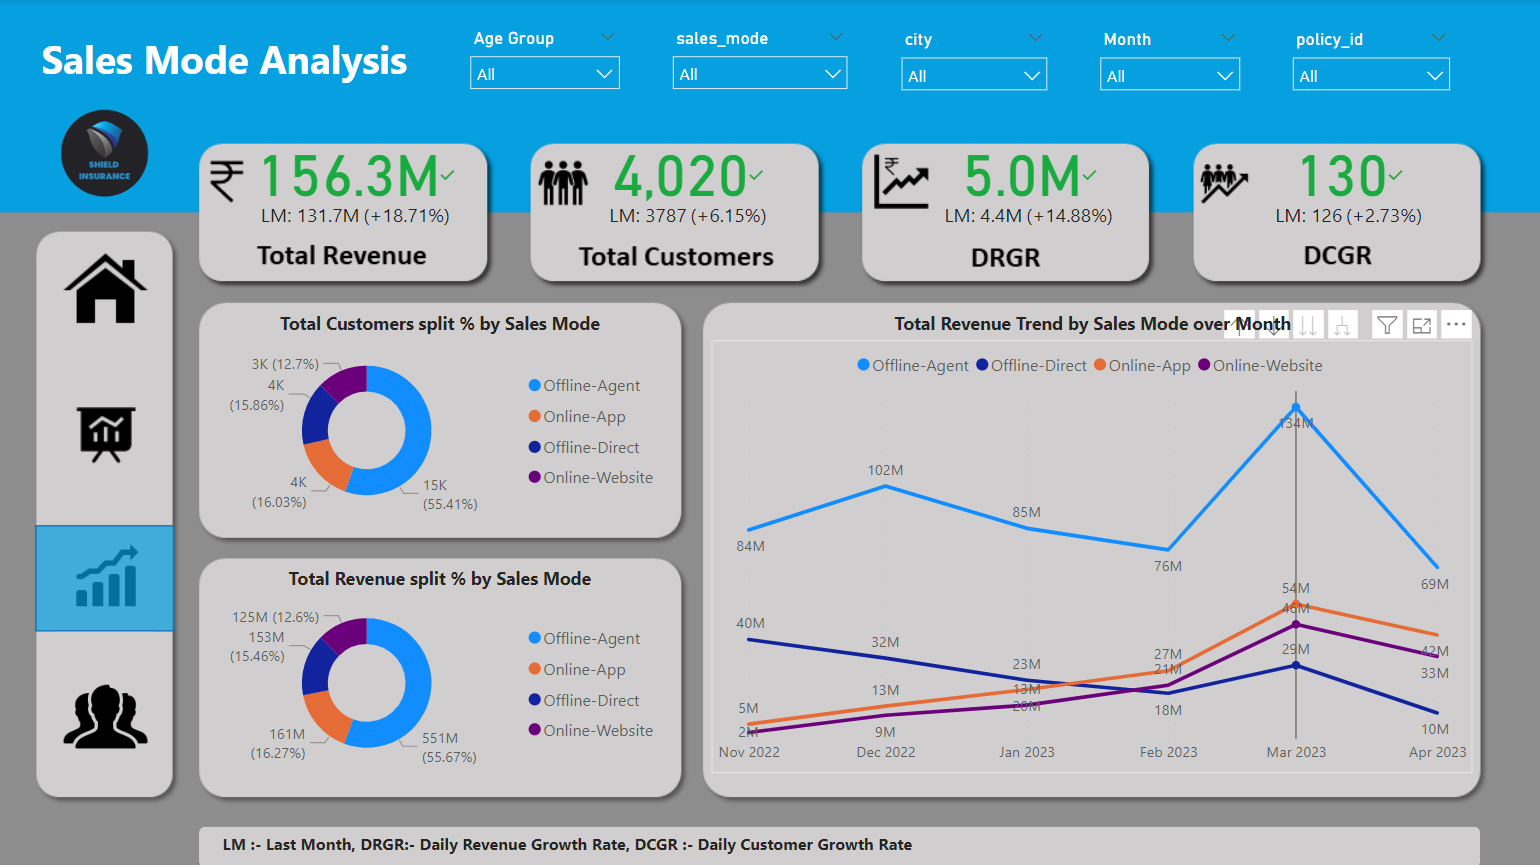 Sales Mode Analysis
Age Group
All
sales_mode
All
city
All
Month
All
policy_id
All
SHIELD
INSURANCE
156.3M
LM: 131.7M (+18.71%)
Total Revenue
4,020
LM: 3787 (+6.15%)
Total Customers
5.0M
LM: 4.4M (+14.88%)
DRGR
130
LM: 126 (+2.73%)
DCGR
Total Customers split % by Sales Mode
3K (12.7%)
4K
(15.86%)
4K
(16.03%)
15K
(55.41%)
Offline-Agent
Online-App
Offline-Direct
Online-Website
Total Revenue split % by Sales Mode
125M (12.6%)
153M
(15.46%)
161M
(16.27%)
551M
(55.67%)
Offline-Agent
Online-App
Offline-Direct
Online-Website
Total Revenue Trend by Sales Mode over Month
Offline-Agent Offline-Direct Online-App Online-Website
84M
102M
85M
76M
134M
69M
40M
32M
23M
18M
29M
10M
5M
13M
20M
27M
54M
42M
2M
9M
13M
21M
46M
33M
Nov 2022 Dec 2022 Jan 2023 Feb 2023 Mar 2023 Apr 2023
LM :- Last Month, DRGR:- Daily Revenue Growth Rate, DCGR :- Daily Customer Growth Rate